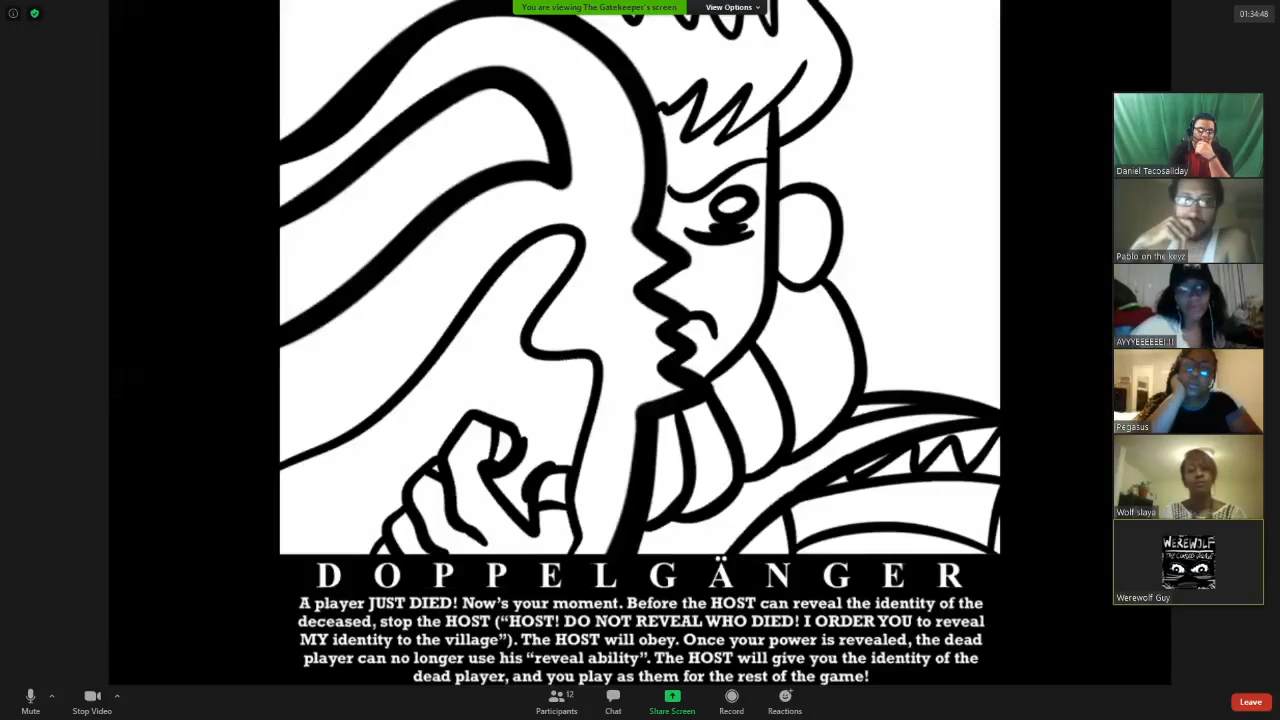 You are viewing The Gatekeeper's screen
View Options
01:34:48
Daniel Tacosallday
Pablo on the keyz
AYYYEEEEEE!!!
Pegasus
Wolf slaya
WEREWOLF
THE CURSED VILLAGE
Werewolf Guy
DOPPELGÄNGER
A player JUST DIED! Now's your moment. Before the HOST can reveal the identity of the
deceased, stop the HOST ("HOST! DO NOT REVEAL WHO DIED! I ORDER YOU to reveal
MY identity to the village"). The HOST will obey. Once your power is revealed, the dead
player can no longer use his "reveal ability". The HOST will give you the identity of the
dead player, and you play as them for the rest of the game!
Mute
Stop Video
12
Participants
Chat
Share Screen
Record
Reactions
Leave